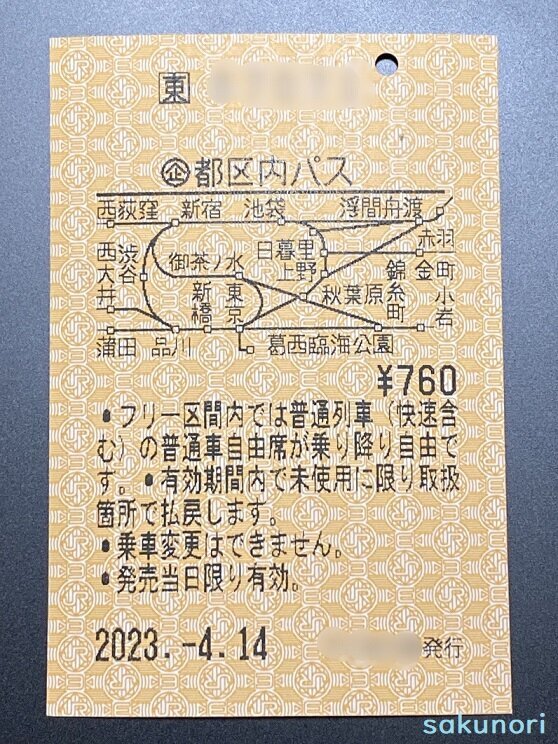 東
企都区内パス
西荻窪 新宿 池袋 浮間舟渡
赤羽
西大井 渋谷 御茶ノ水 日暮里 上野 金町
新橋 東京 秋葉原 錦糸町 小岩
蒲田 品川 葛西臨海公園
¥760
●フリー区間内では普通列車(快速含
む)の普通車自由席が乗り降り自由で
す。●有効期間内で未使用に限り取扱
箇所で払戻します。
●乗車変更はできません。
●発売当日限り有効。
2023.-4.14 発行
sakunori